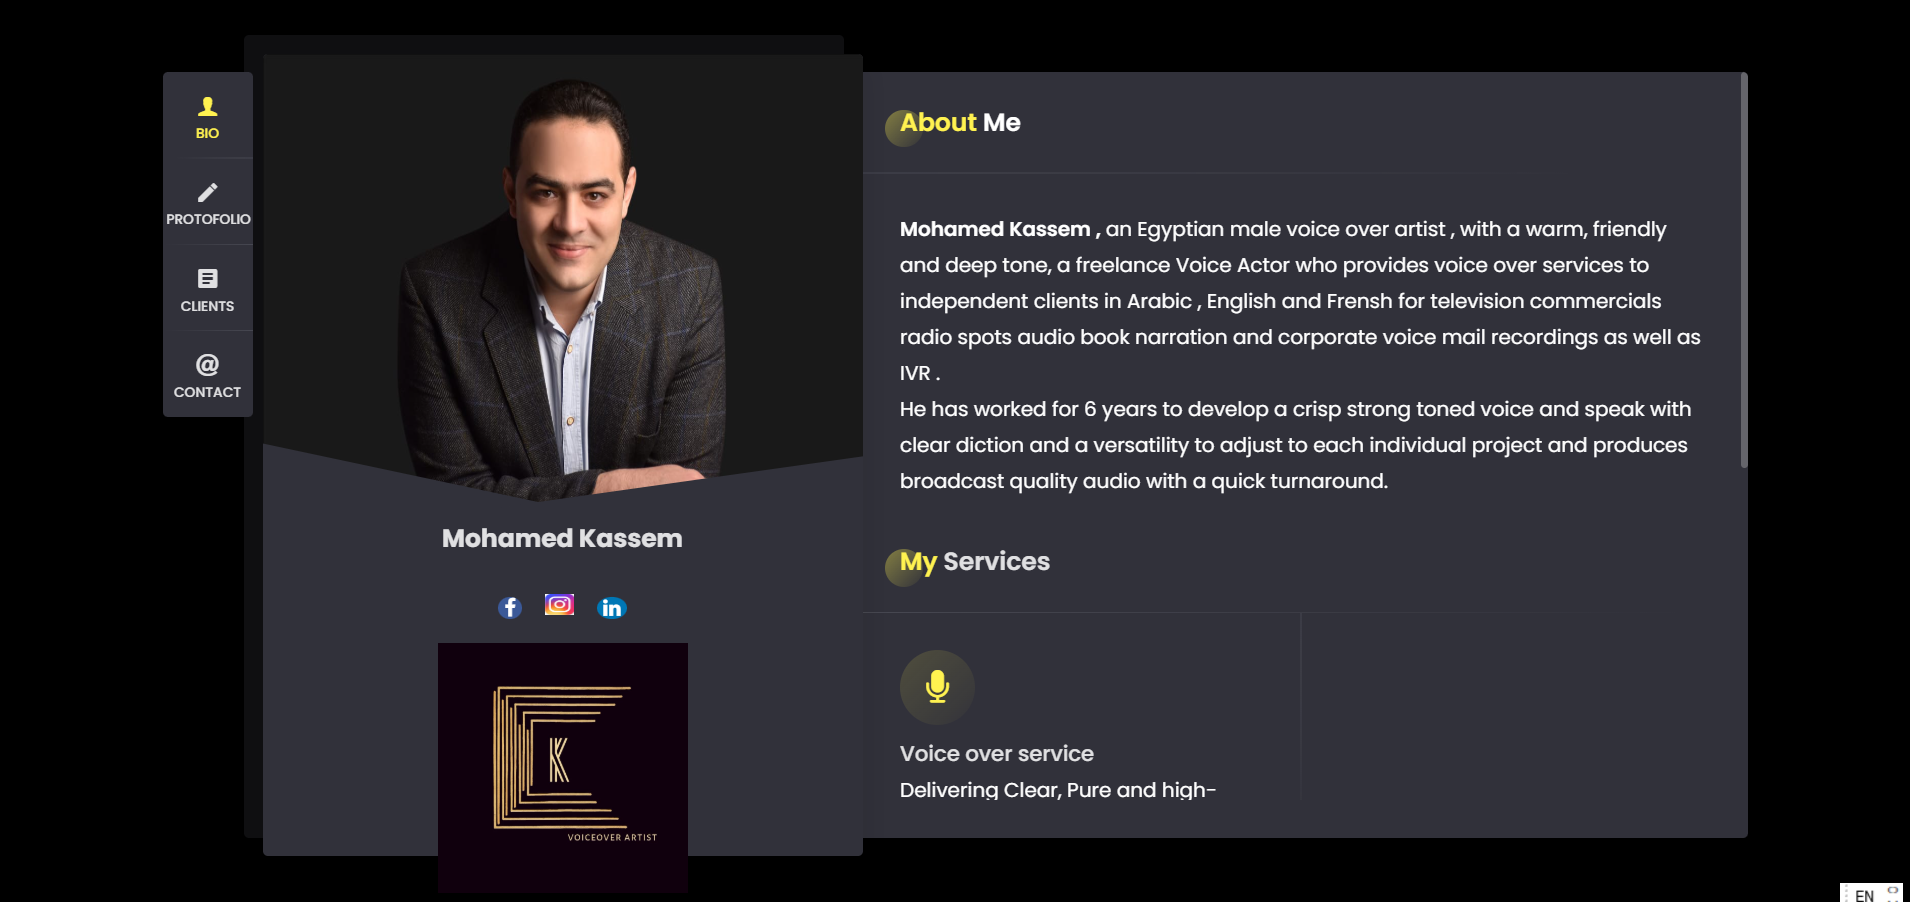 BIO
PROTOFOLIO
CLIENTS
CONTACT
Mohamed Kassem
f
in
K
VOICEOVER ARTIST
About Me
Mohamed Kassem , an Egyptian male voice over artist , with a warm, friendly
and deep tone, a freelance Voice Actor who provides voice over services to
independent clients in Arabic , English and Frensh for television commercials
radio spots audio book narration and corporate voice mail recordings as well as
IVR .
He has worked for 6 years to develop a crisp strong toned voice and speak with
clear diction and a versatility to adjust to each individual project and produces
broadcast quality audio with a quick turnaround.
My Services
Voice over service
Delivering Clear, Pure and high-
EN